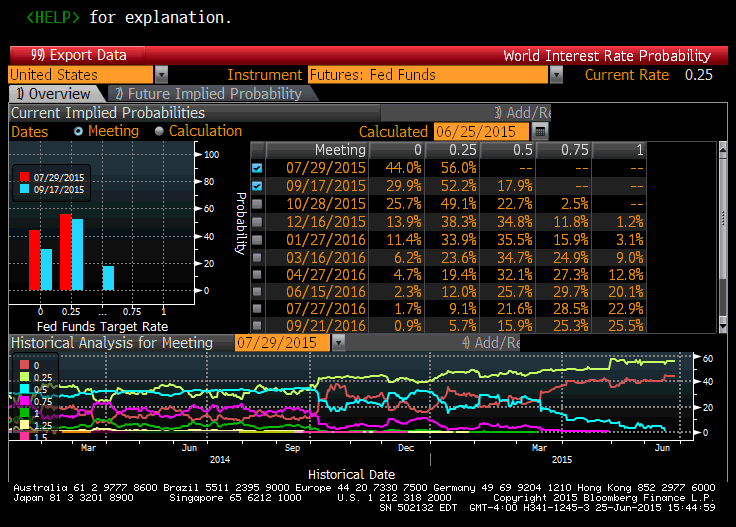 <HELP> for explanation.
99) Export Data World Interest Rate Probability
United States Instrument Futures: Fed Funds Current Rate 0.25
1) Overview 2) Future Implied Probability
Current Implied Probabilities 3) Add/Re
Dates Meeting Calculation Calculated 06/25/2015
Meeting 0 0.25 0.5 0.75 1
07/29/2015 44.0% 56.0% -- -- --
09/17/2015 29.9% 52.2% 17.9% -- --
10/28/2015 25.7% 49.1% 22.7% 2.5% --
12/16/2015 13.9% 38.3% 34.8% 11.8% 1.2%
01/27/2016 11.4% 33.9% 35.5% 15.9% 3.1%
03/16/2016 6.2% 23.6% 34.7% 24.9% 9.0%
04/27/2016 4.7% 19.4% 32.1% 27.3% 12.8%
06/15/2016 2.3% 12.0% 25.7% 29.7% 20.1%
07/27/2016 1.7% 9.1% 21.6% 28.5% 22.9%
09/21/2016 0.9% 5.7% 15.9% 25.3% 25.5%
07/29/2015
09/17/2015
100
80
60
40
20
0
Probability
0 0.25 ... 0.75 1
Fed Funds Target Rate
Historical Analysis for Meeting 07/29/2015 4) Add/Re
0
0.25
0.5
0.75
1
1.25
1.5
60
40
20
0
Mar Jun Sep Dec Mar Jun
2014 2015
Historical Date
Australia 61 2 9777 8600 Brazil 5511 2395 9000 Europe 44 20 7330 7500 Germany 49 69 9204 1210 Hong Kong 852 2977 6000
Japan 81 3 3201 8900 Singapore 65 6212 1000 U.S. 1 212 318 2000 Copyright 2015 Bloomberg Finance L.P.
SN 502132 EDT GMT-4:00 H341-1245-3 25-Jun-2015 15:44:59